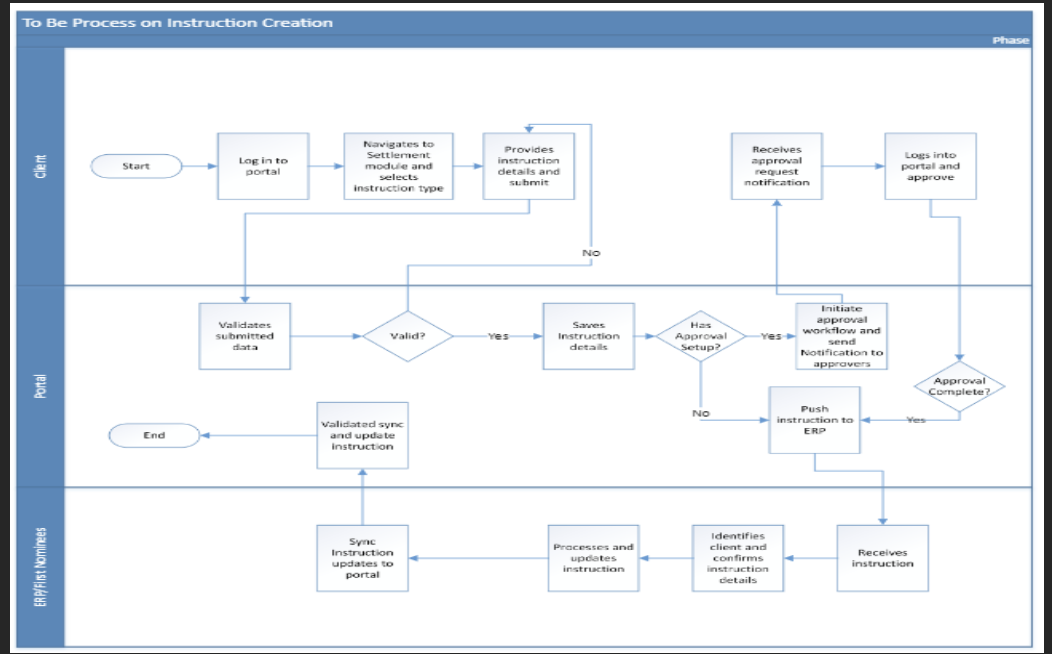 To Be Process on Instruction Creation
Phase
Client
Start
Log in to
portal
Navigates to
Settlement
module and
selects
instruction type
Provides
instruction
details and
submit
Receives
approval
request
notification
Logs into
portal and
approve
No
Portal
Validates
submitted
data
Valid?
Yes
Saves
Instruction
details
Has
Approval
Setup?
Yes
Initiate
approval
workflow and
send
Notification to
approvers
Approval
Complete?
No
Push
instruction to
ERP
Yes
Validated sync
and update
instruction
End
ERP/First Nominees
Sync
Instruction
updates to
portal
Processes and
updates
instruction
Identifies
client and
confirms
instruction
details
Receives
instruction